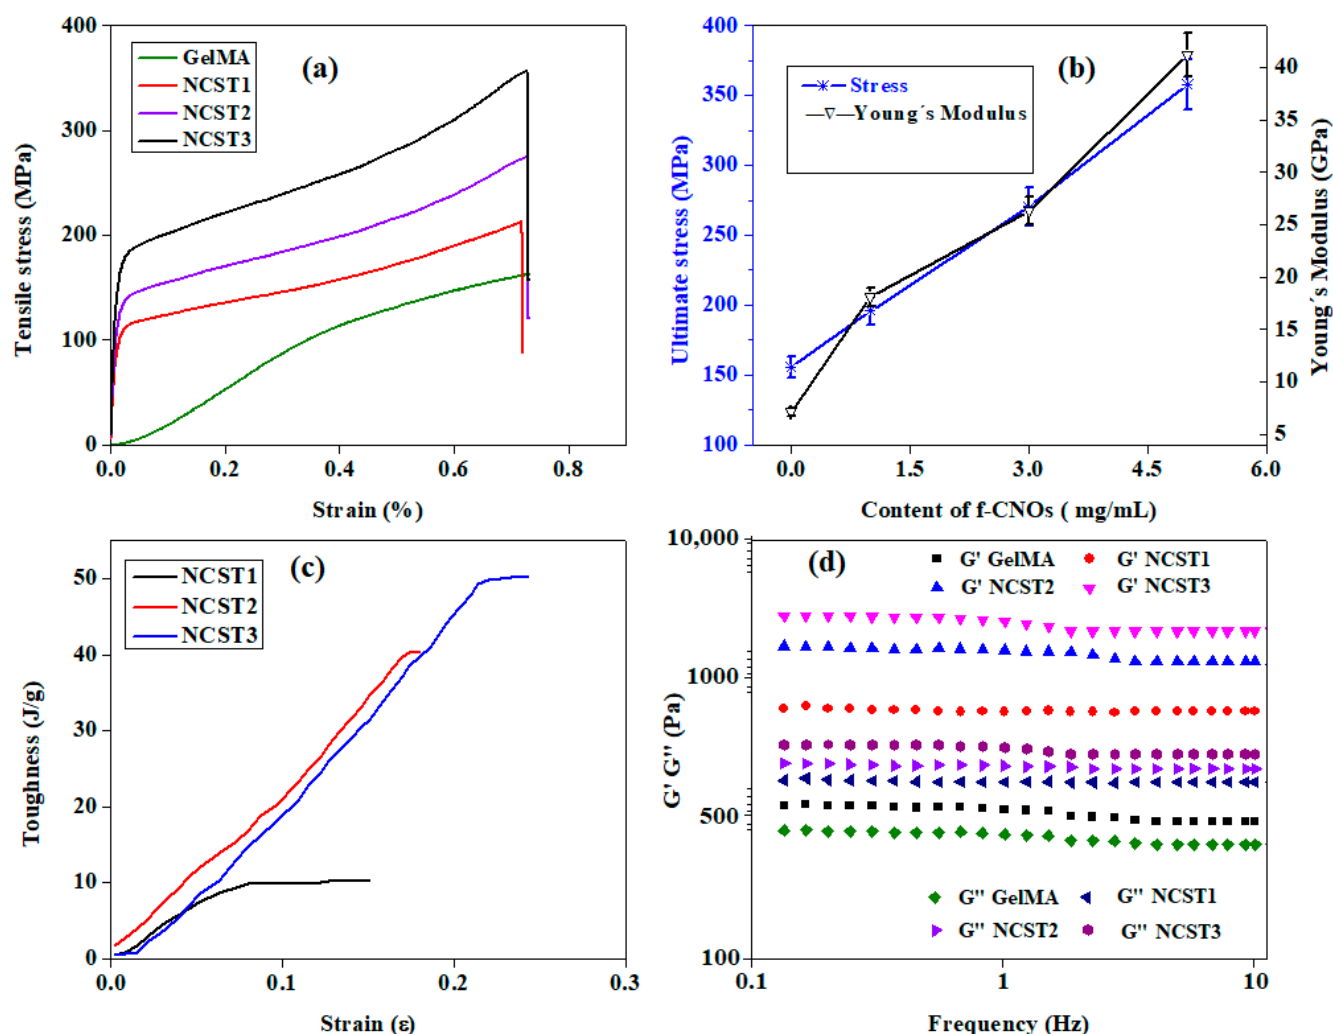 400
300
200
100
0
Tensile stress (MPa)
GelMA
NCST1
NCST2
NCST3
(a)
0.0 0.2 0.4 0.6 0.8
Strain (%)
400
350
300
250
200
150
100
Ultimate stress (MPa)
Stress
Young´s Modulus
(b)
40
35
30
25
20
15
10
5
Young´s Modulus (GPa)
0.0 1.5 3.0 4.5 6.0
Content of f-CNOs ( mg/mL)
50
40
30
20
10
0
Toughness (J/g)
NCST1
NCST2
NCST3
(c)
0.0 0.1 0.2 0.3
Strain (ε)
10,000
1000
500
100
G' G'' (Pa)
(d)
G' GelMA
G' NCST1
G' NCST2
G' NCST3
G'' GelMA
G'' NCST1
G'' NCST2
G'' NCST3
0.1 1 10
Frequency (Hz)